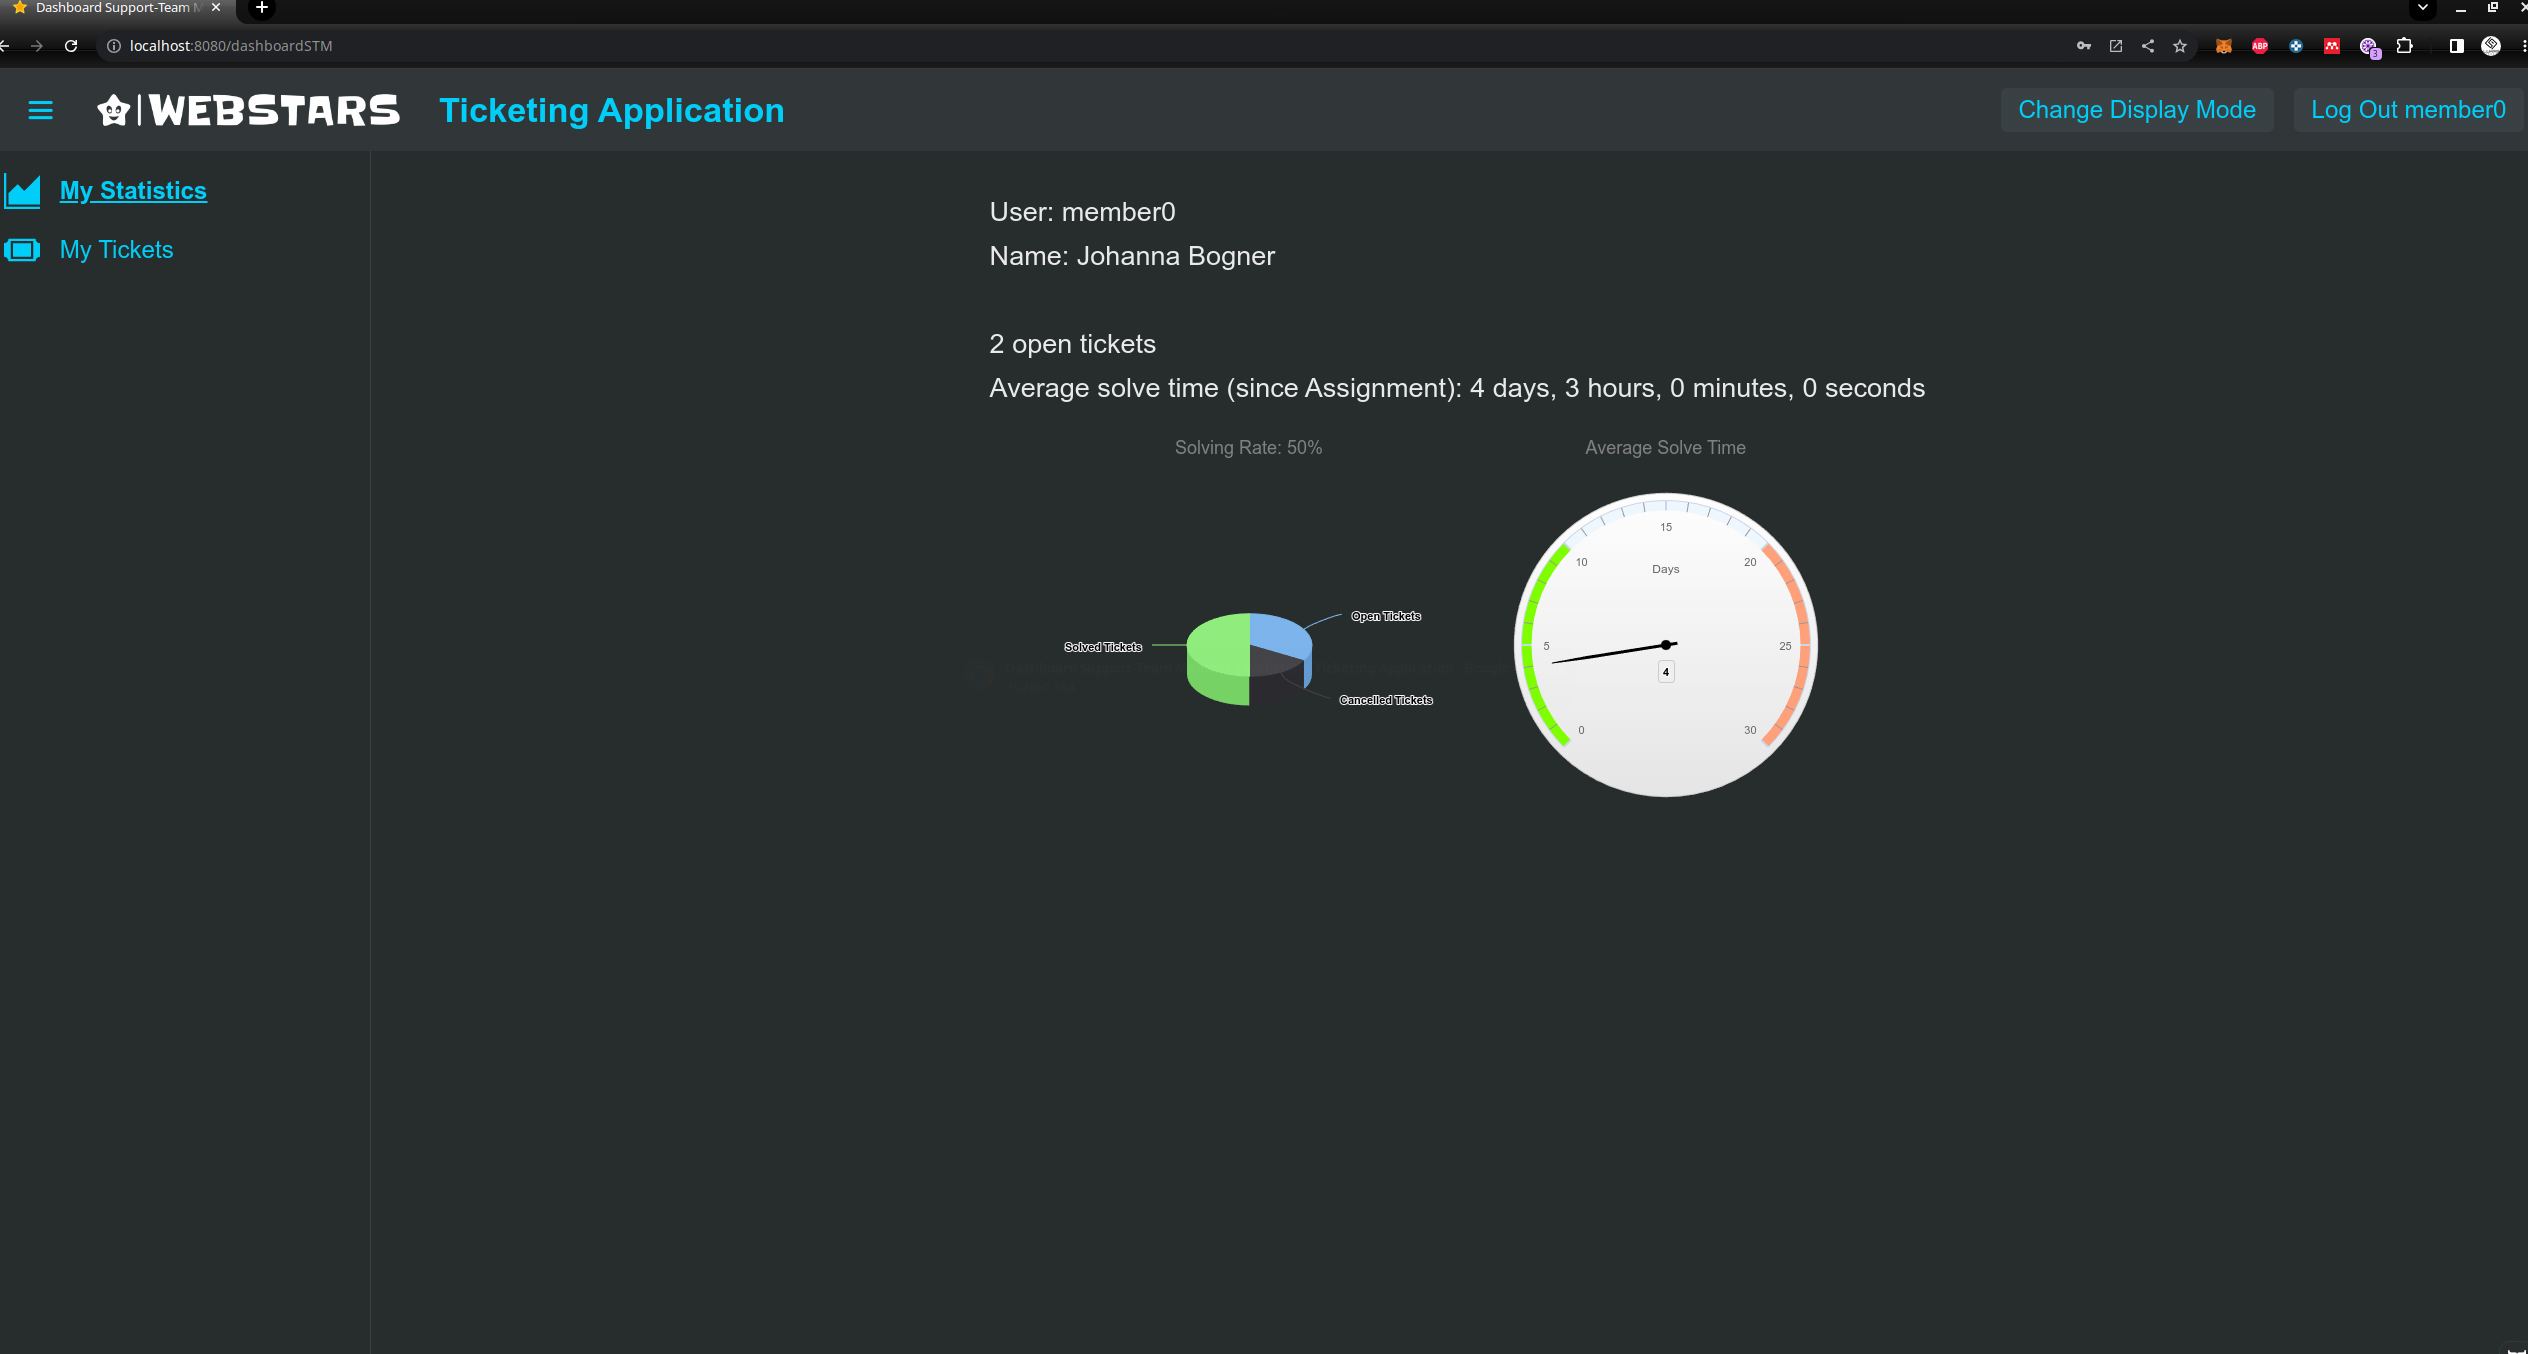 Dashboard Support-Team M
localhost:8080/dashboardSTM
ABP
3
WEBSTARS
Ticketing Application
Change Display Mode
Log Out member0
My Statistics
My Tickets
User: member0
Name: Johanna Bogner
2 open tickets
Average solve time (since Assignment): 4 days, 3 hours, 0 minutes, 0 seconds
Solving Rate: 50%
Open Tickets
Solved Tickets
Cancelled Tickets
Average Solve Time
15
10
20
Days
5
25
4
0
30